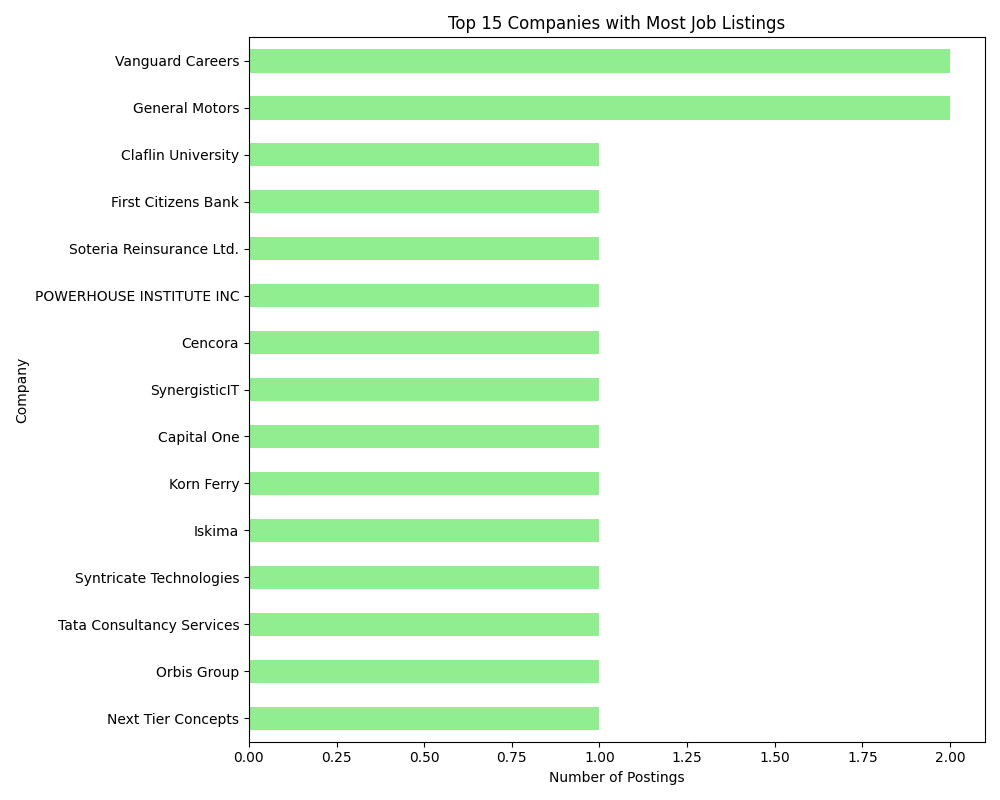 Top 15 Companies with Most Job Listings
Vanguard Careers
General Motors
Claflin University
First Citizens Bank
Soteria Reinsurance Ltd.
POWERHOUSE INSTITUTE INC
Cencora
SynergisticIT
Capital One
Korn Ferry
Iskima
Syntricate Technologies
Tata Consultancy Services
Orbis Group
Next Tier Concepts
Company
0.00 0.25 0.50 0.75 1.00 1.25 1.50 1.75 2.00
Number of Postings